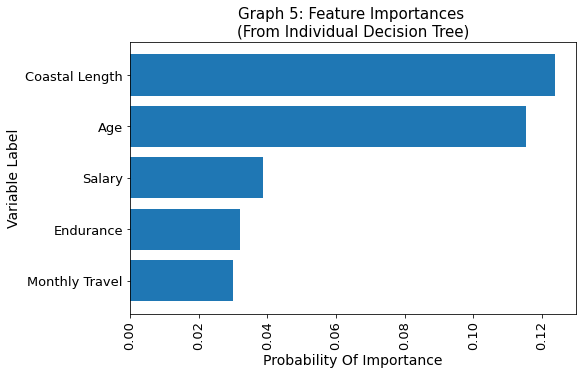 Graph 5: Feature Importances
(From Individual Decision Tree)
Variable Label
Coastal Length
Age
Salary
Endurance
Monthly Travel
0.00
0.02
0.04
0.06
0.08
0.10
0.12
Probability Of Importance